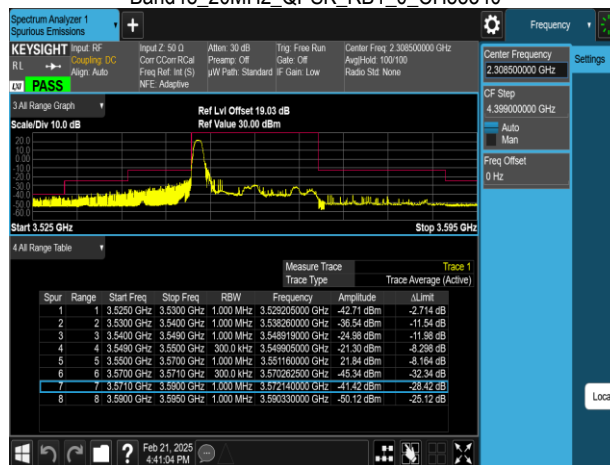 Spectrum Analyzer 1
Spurious Emissions
Frequency
KEYSIGHT
Input: RF
Input Z: 50 Ω
Atten: 30 dB
Trig: Free Run
Center Freq: 2.308500000 GHz
RL
Coupling: DC
Corr CCorr RCal
Preamp: Off
Gate: Off
Avg|Hold: 100/100
Align: Auto
Freq Ref: Int (S)
µW Path: Standard
IF Gain: Low
Radio Std: None
LXI
PASS
NFE: Adaptive
Center Frequency
2.308500000 GHz
Settings
CF Step
4.399000000 GHz
Auto
Man
Freq Offset
0 Hz
3 All Range Graph
Ref Lvl Offset 19.03 dB
Scale/Div 10.0 dB
Ref Value 30.00 dBm
20.0
10.0
0.00
-10.0
-20.0
-30.0
-40.0
-50.0
-60.0
Start 3.525 GHz
Stop 3.595 GHz
4 All Range Table
Measure Trace Trace 1
Trace Type Trace Average (Active)
Spur Range Start Freq Stop Freq RBW Frequency Amplitude ΔLimit
1 1 3.5250 GHz 3.5300 GHz 1.000 MHz 3.529205000 GHz -42.71 dBm -2.714 dB
2 2 3.5300 GHz 3.5400 GHz 1.000 MHz 3.538260000 GHz -36.54 dBm -11.54 dB
3 3 3.5400 GHz 3.5490 GHz 1.000 MHz 3.548919000 GHz -24.98 dBm -11.98 dB
4 4 3.5490 GHz 3.5500 GHz 300.0 kHz 3.549905000 GHz -21.30 dBm -8.298 dB
5 5 3.5500 GHz 3.5700 GHz 1.000 MHz 3.551160000 GHz 21.84 dBm -8.164 dB
6 6 3.5700 GHz 3.5710 GHz 300.0 kHz 3.570262500 GHz -45.34 dBm -32.34 dB
7 7 3.5710 GHz 3.5900 GHz 1.000 MHz 3.572140000 GHz -41.42 dBm -28.42 dB
8 8 3.5900 GHz 3.5950 GHz 1.000 MHz 3.590330000 GHz -50.12 dBm -25.12 dB
Loca
Feb 21, 2025
4:41:04 PM